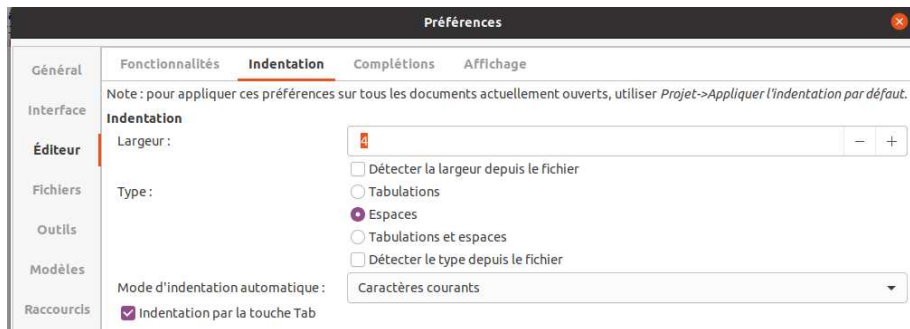 Préférences
Général
Interface
Éditeur
Fichiers
Outils
Modèles
Raccourcis
Fonctionnalités Indentation Complétions Affichage
Note : pour appliquer ces préférences sur tous les documents actuellement ouverts, utiliser Projet->Appliquer l'indentation par défaut.
Indentation
Largeur : 4 − +
Détecter la largeur depuis le fichier
Type : Tabulations
Espaces
Tabulations et espaces
Détecter le type depuis le fichier
Mode d'indentation automatique : Caractères courants
Indentation par la touche Tab